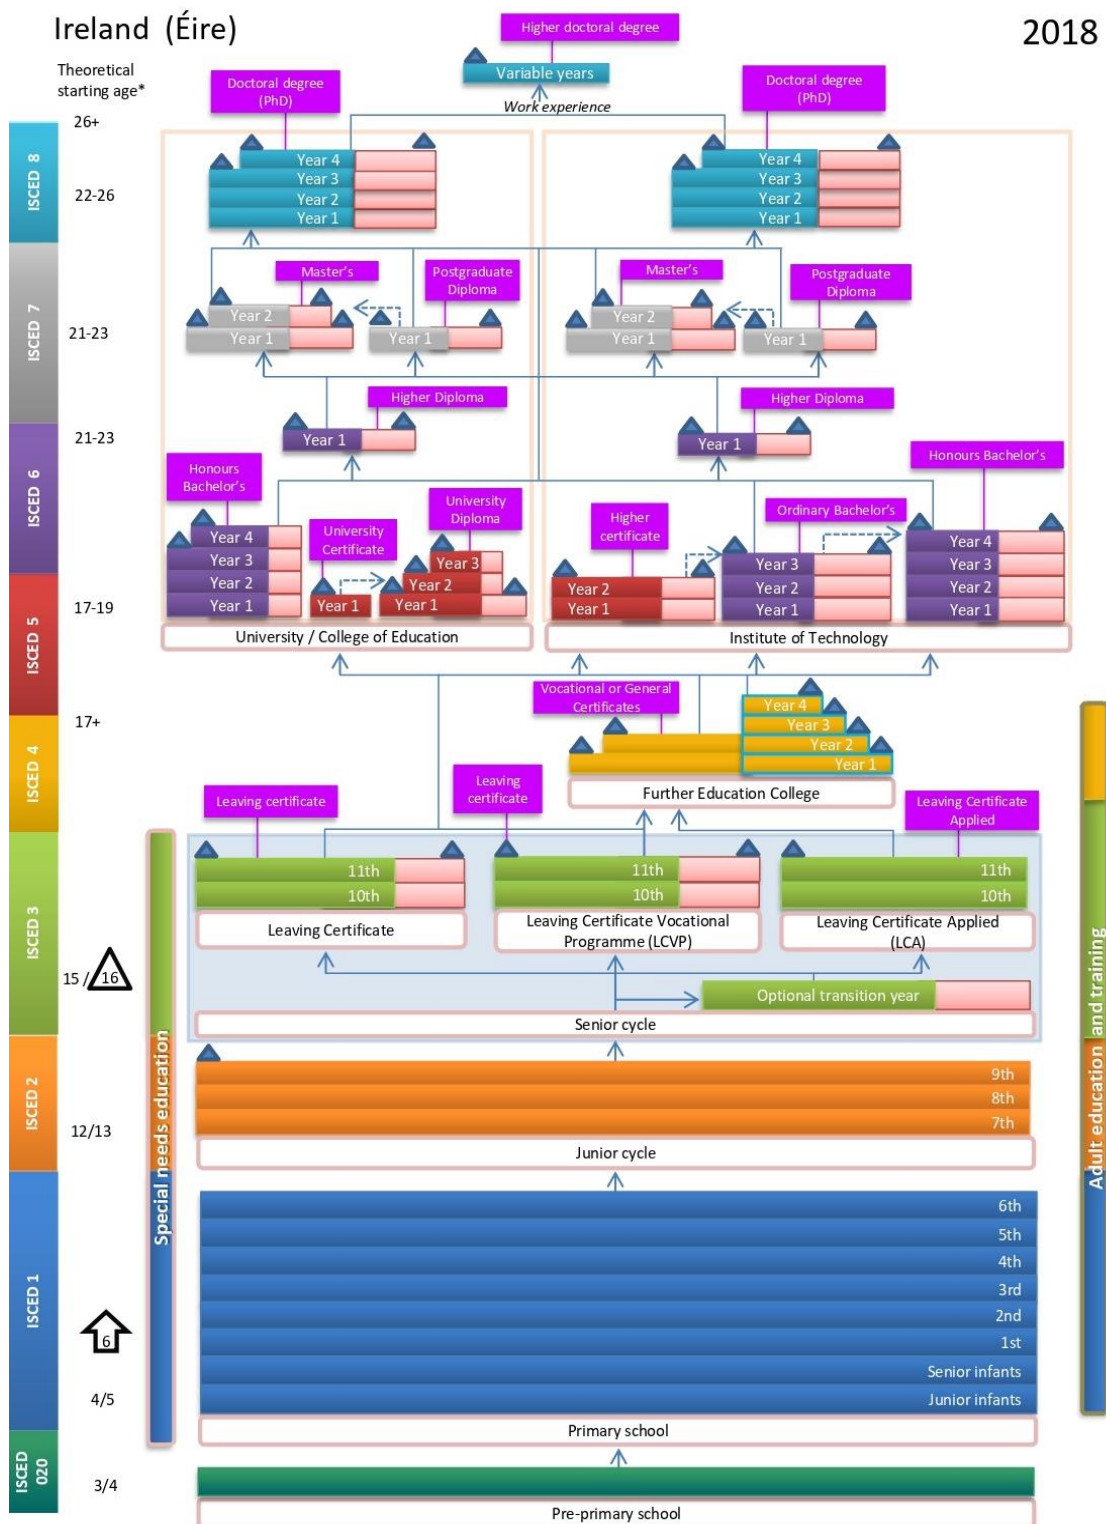 Ireland (Éire)
2018
Higher doctoral degree
Theoretical
starting age*
Variable years
Doctoral degree
(PhD)
Doctoral degree
(PhD)
Work experience
26+
ISCED 8
22-26
Year 4
Year 3
Year 2
Year 1
Year 4
Year 3
Year 2
Year 1
ISCED 7
21-23
Master's
Postgraduate
Diploma
Year 2
Year 1
Year 1
Master's
Postgraduate
Diploma
Year 2
Year 1
Year 1
ISCED 6
21-23
Higher Diploma
Year 1
Higher Diploma
Year 1
Honours
Bachelor's
Year 4
Year 3
Year 2
Year 1
University
Certificate
Year 1
University
Diploma
Year 3
Year 2
Year 1
Higher
certificate
Year 2
Year 1
Ordinary Bachelor's
Year 3
Year 2
Year 1
Honours Bachelor's
Year 4
Year 3
Year 2
Year 1
ISCED 5
17-19
University / College of Education
Institute of Technology
ISCED 4
17+
Vocational or General
Certificates
Year 4
Year 3
Year 2
Year 1
Further Education College
ISCED 3
15 / 16
Leaving certificate
Leaving
certificate
Leaving Certificate
Applied
11th
10th
11th
10th
11th
10th
Leaving Certificate
Leaving Certificate Vocational
Programme (LCVP)
Leaving Certificate Applied
(LCA)
Optional transition year
Senior cycle
Special needs education
Adult education and training
ISCED 2
12/13
9th
8th
7th
Junior cycle
ISCED 1
6
4/5
6th
5th
4th
3rd
2nd
1st
Senior infants
Junior infants
Primary school
ISCED
020
3/4
Pre-primary school